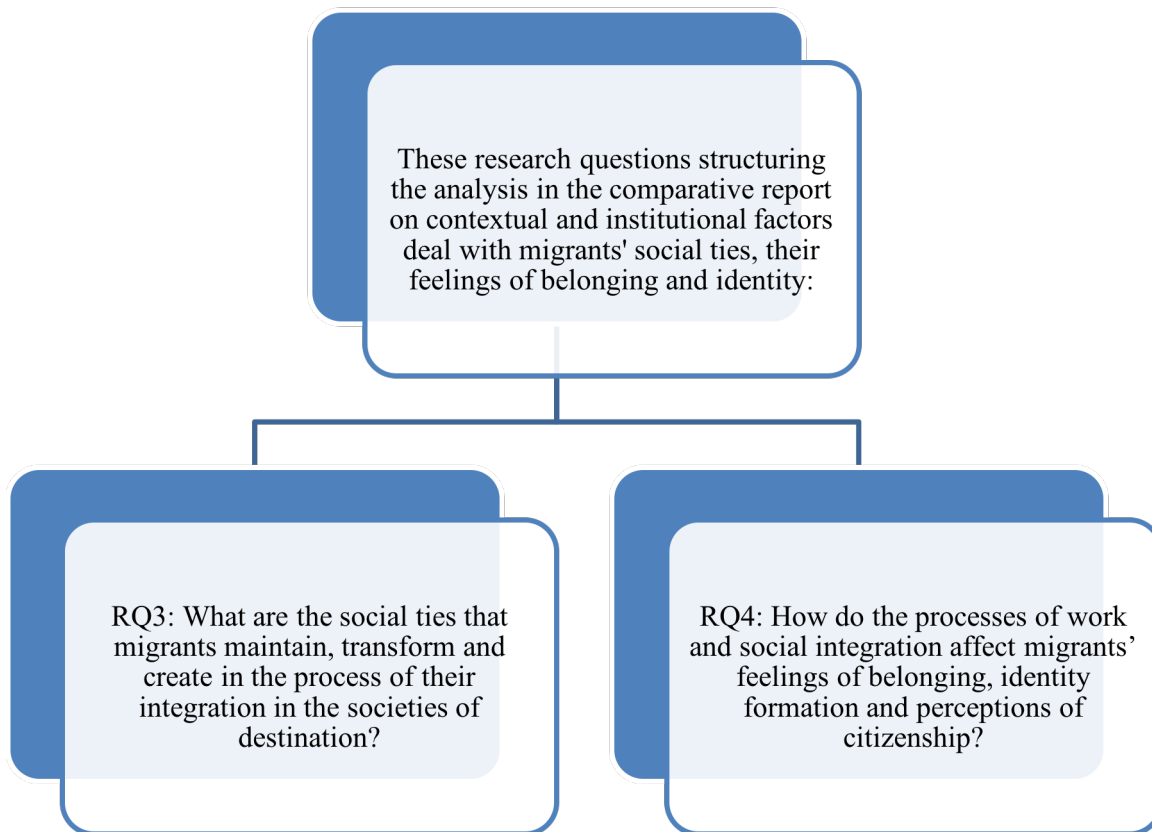 These research questions structuring
the analysis in the comparative report
on contextual and institutional factors
deal with migrants' social ties, their
feelings of belonging and identity:
RQ3: What are the social ties that
migrants maintain, transform and
create in the process of their
integration in the societies of
destination?
RQ4: How do the processes of work
and social integration affect migrants’
feelings of belonging, identity
formation and perceptions of
citizenship?